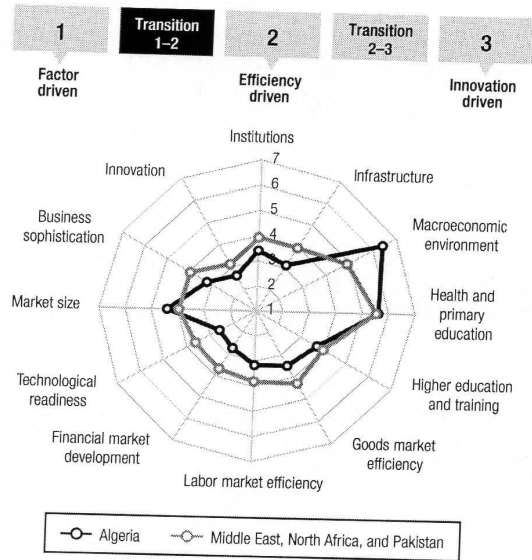 1
Transition
1–2
2
Transition
2–3
3
Factor
driven
Efficiency
driven
Innovation
driven
Institutions
7
6
5
4
3
2
1
Infrastructure
Macroeconomic
environment
Health and
primary
education
Higher education
and training
Goods market
efficiency
Labor market efficiency
Financial market
development
Technological
readiness
Market size
Business
sophistication
Innovation
Algeria
Middle East, North Africa, and Pakistan